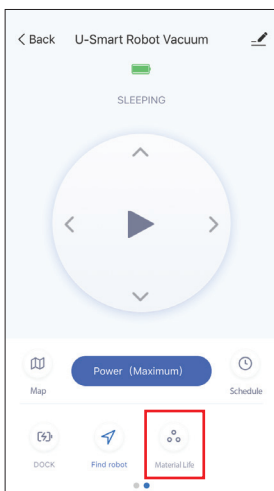 Back U-Smart Robot Vacuum
SLEEPING
Power (Maximum)
Map Schedule
DOCK Find robot Material Life